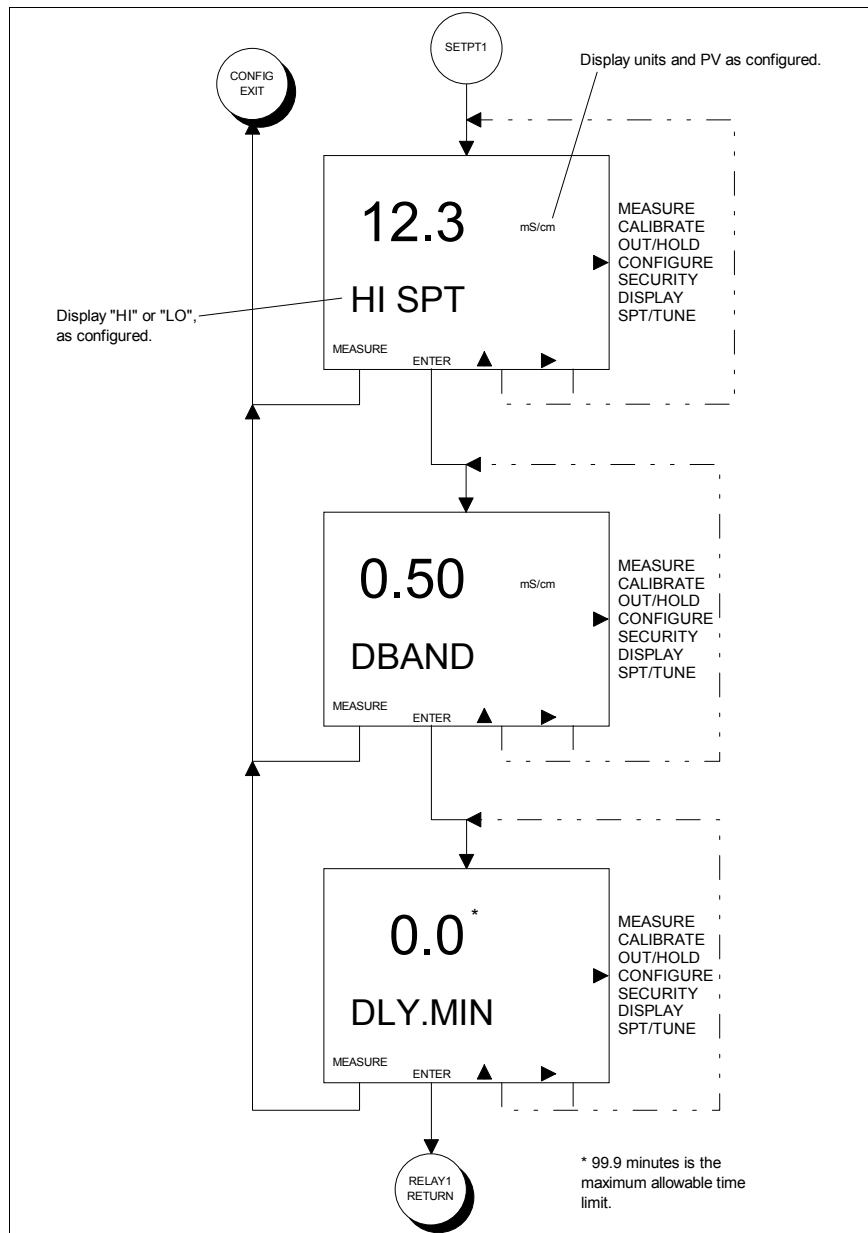 SETPT1
CONFIG
EXIT
Display units and PV as configured.
12.3
mS/cm
HI SPT
MEASURE
ENTER
MEASURE
CALIBRATE
OUT/HOLD
CONFIGURE
SECURITY
DISPLAY
SPT/TUNE
Display "HI" or "LO",
as configured.
0.50
mS/cm
DBAND
MEASURE
ENTER
MEASURE
CALIBRATE
OUT/HOLD
CONFIGURE
SECURITY
DISPLAY
SPT/TUNE
0.0 *
DLY.MIN
MEASURE
ENTER
MEASURE
CALIBRATE
OUT/HOLD
CONFIGURE
SECURITY
DISPLAY
SPT/TUNE
RELAY1
RETURN
* 99.9 minutes is the
maximum allowable time
limit.